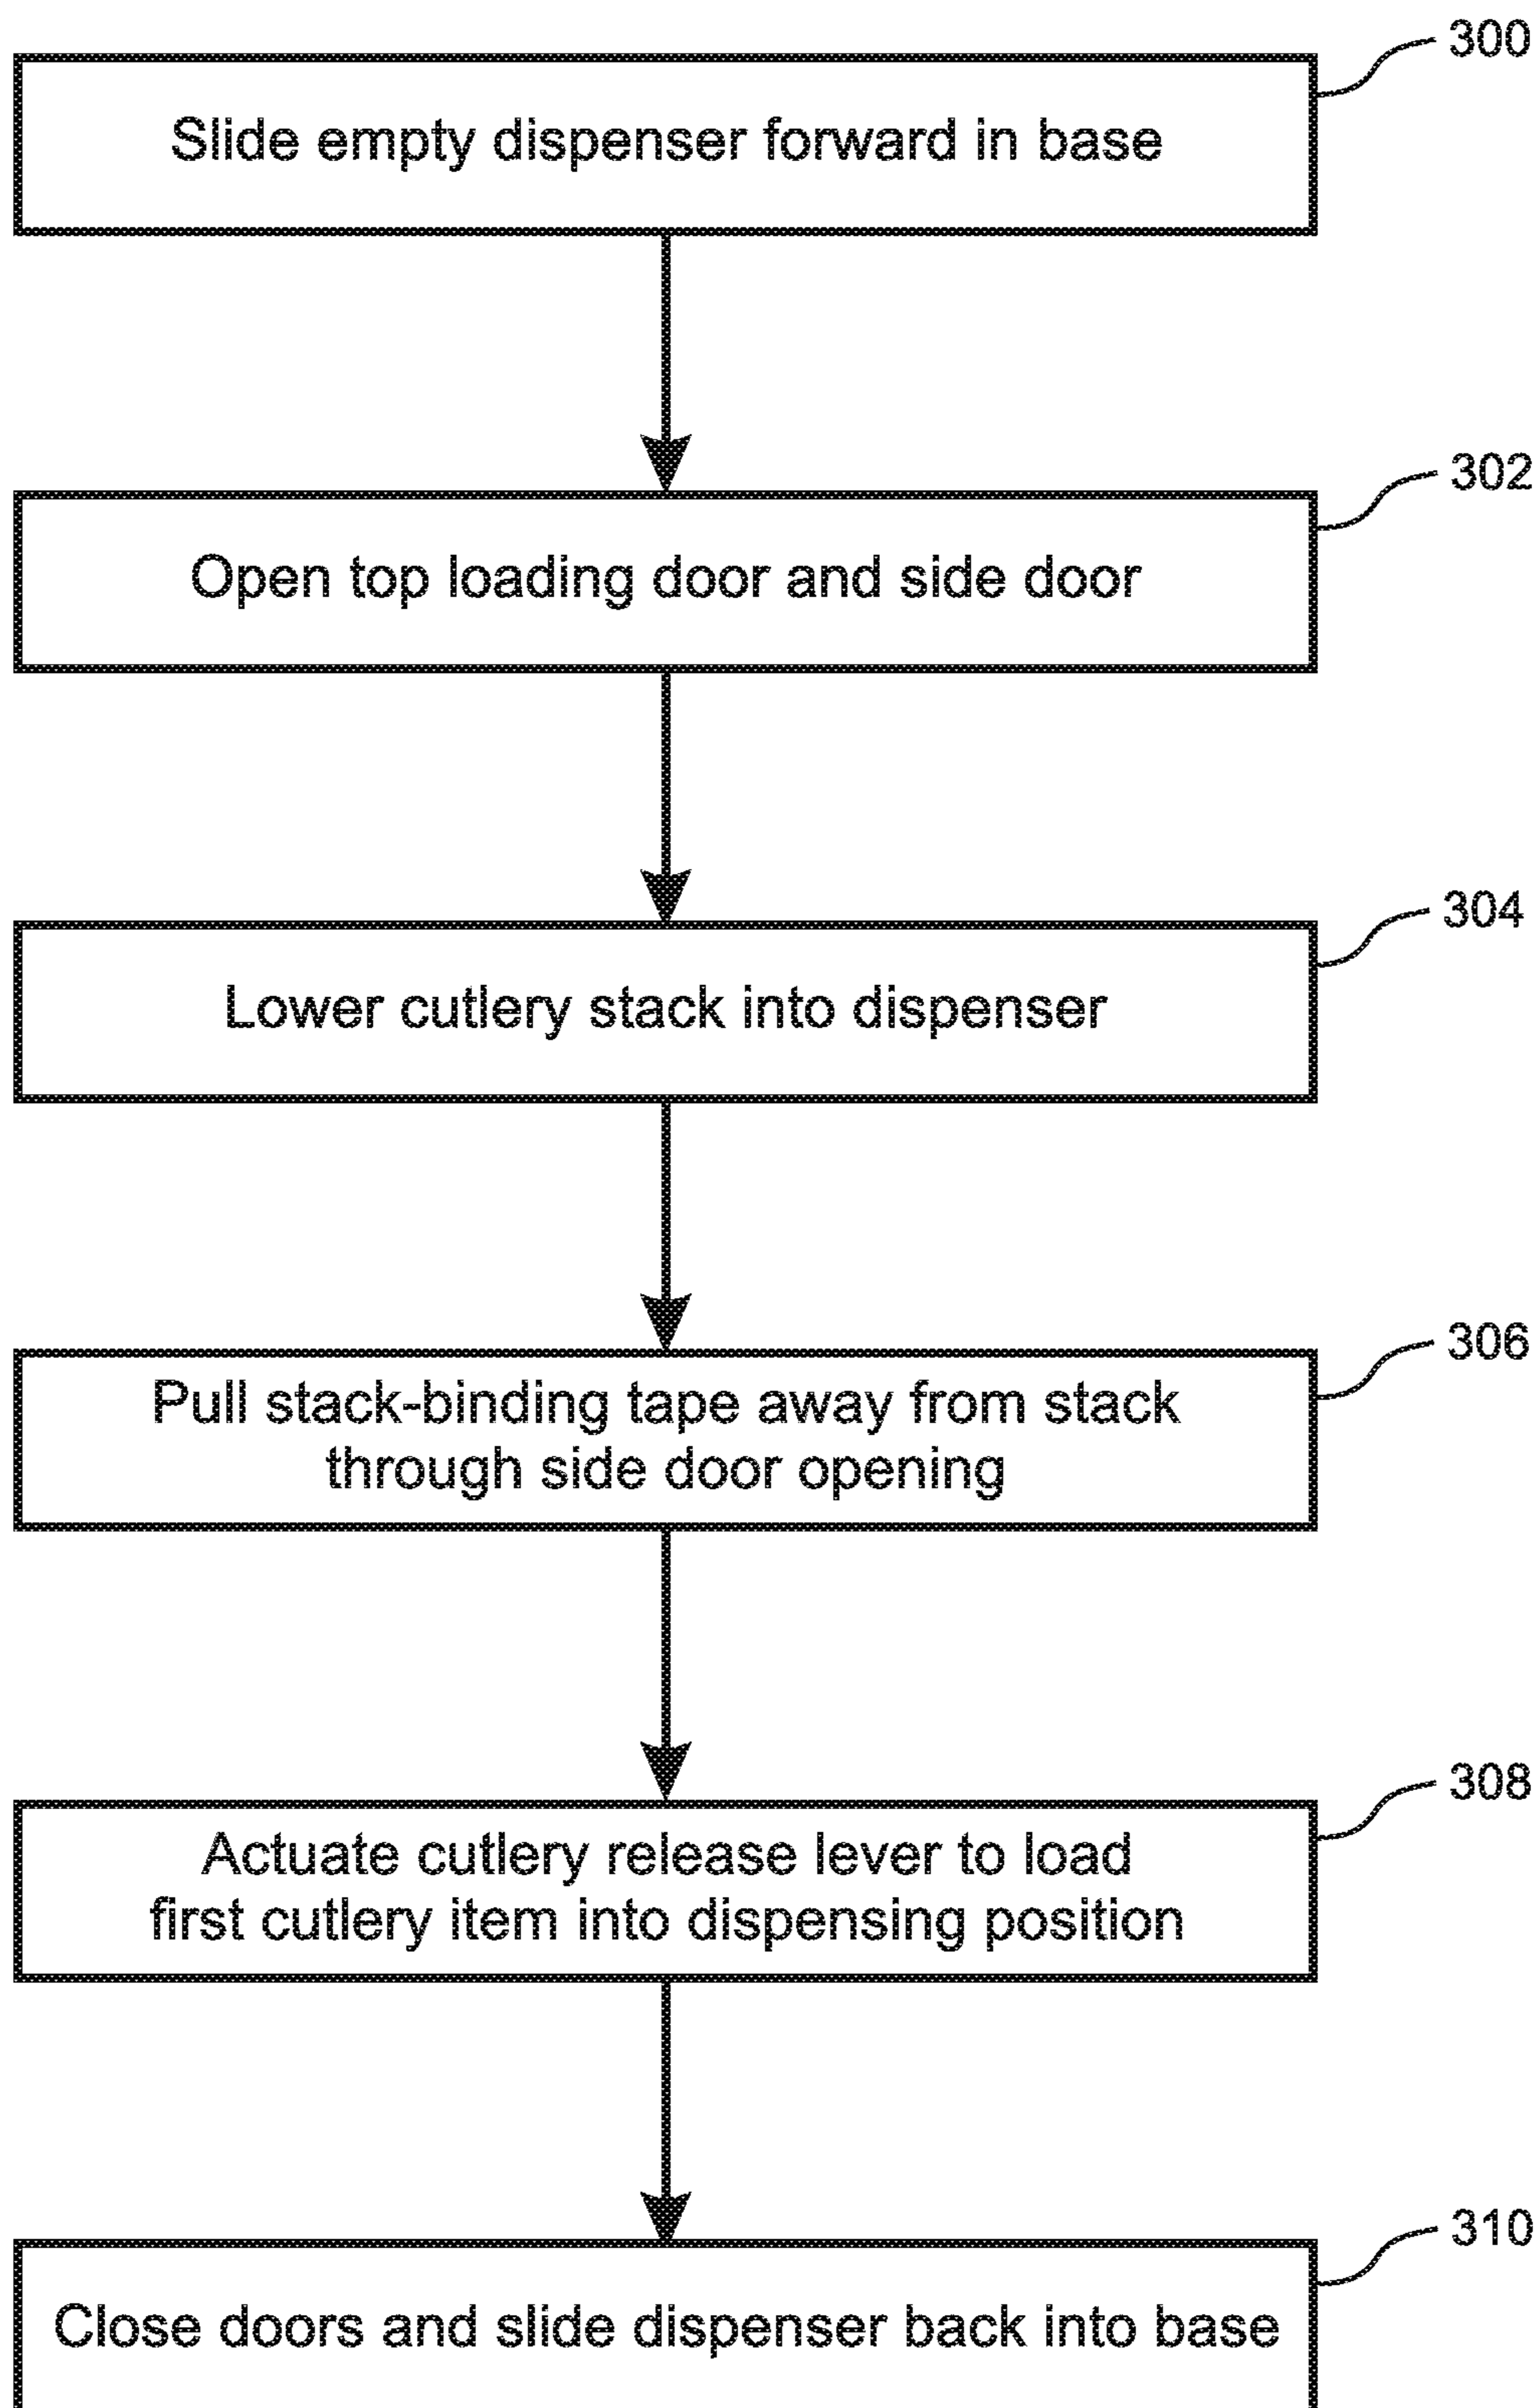 300
Slide empty dispenser forward in base
302
Open top loading door and side door
304
Lower cutlery stack into dispenser
306
Pull stack-binding tape away from stack
through side door opening
308
Actuate cutlery release lever to load
first cutlery item into dispensing position
310
Close doors and slide dispenser back into base